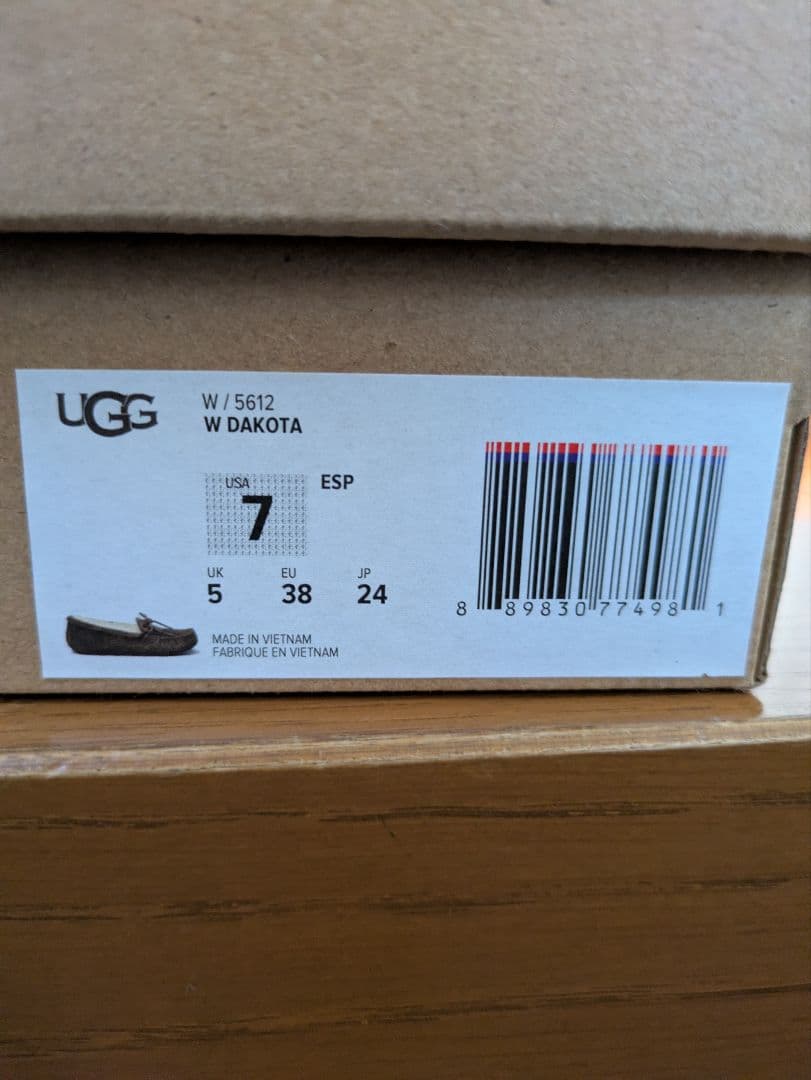 UGG
W / 5612
W DAKOTA
USA
7
ESP
UK EU JP
5 38 24
MADE IN VIETNAM
FABRIQUE EN VIETNAM
8 89830 77498 1